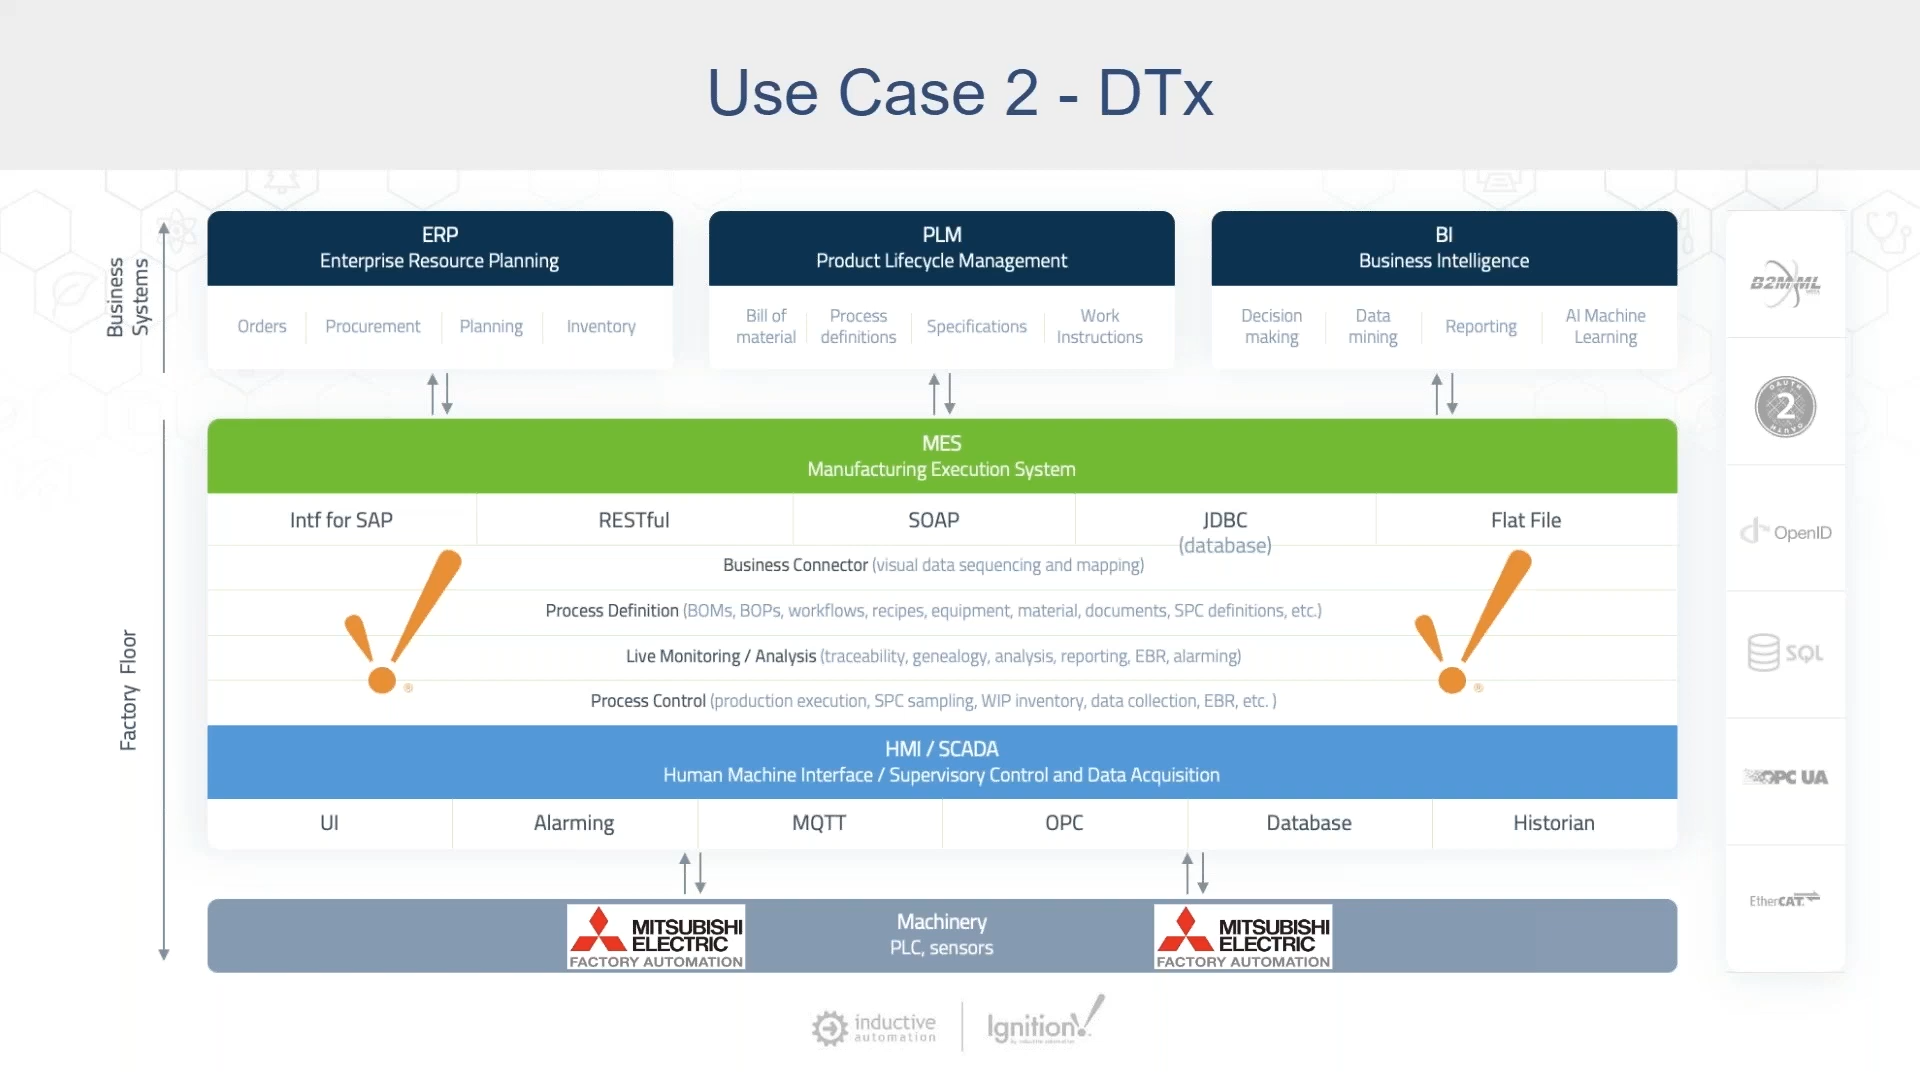 Use Case 2 - DTx
Business
Systems
ERP
Enterprise Resource Planning
Orders
Procurement
Planning
Inventory
PLM
Product Lifecycle Management
Bill of
material
Process
definitions
Specifications
Work
Instructions
BI
Business Intelligence
Decision
making
Data
mining
Reporting
AI Machine
Learning
Factory Floor
MES
Manufacturing Execution System
Intf for SAP
RESTful
SOAP
JDBC
(database)
Flat File
Business Connector (visual data sequencing and mapping)
Process Definition (BOMs, BOPs, workflows, recipes, equipment, material, documents, SPC definitions, etc.)
Live Monitoring / Analysis (traceability, genealogy, analysis, reporting, EBR, alarming)
Process Control (production execution, SPC sampling, WIP inventory, data collection, EBR, etc. )
®
®
HMI / SCADA
Human Machine Interface / Supervisory Control and Data Acquisition
UI
Alarming
MQTT
OPC
Database
Historian
MITSUBISHI
ELECTRIC
FACTORY AUTOMATION
Machinery
PLC, sensors
MITSUBISHI
ELECTRIC
FACTORY AUTOMATION
B2MML
OAUTH
2
OAUTH
OpenID
SQL
OPC UA
EtherCAT
inductive
automation
Ignition!
by inductive automation